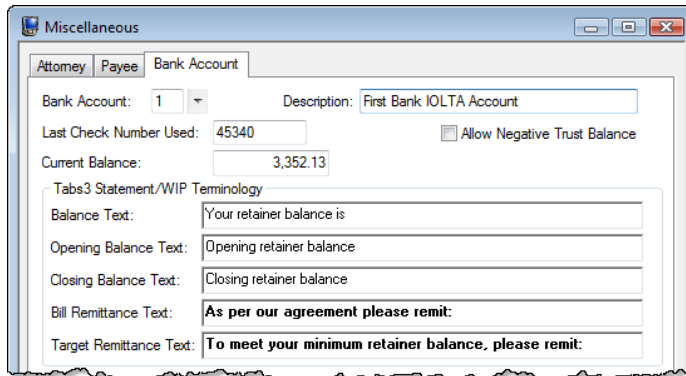 Miscellaneous
Attorney Payee Bank Account
Bank Account: 1 Description: First Bank IOLTA Account
Last Check Number Used: 45340 Allow Negative Trust Balance
Current Balance: 3,352.13
Tabs3 Statement/WIP Terminology
Balance Text: Your retainer balance is
Opening Balance Text: Opening retainer balance
Closing Balance Text: Closing retainer balance
Bill Remittance Text: As per our agreement please remit:
Target Remittance Text: To meet your minimum retainer balance, please remit: